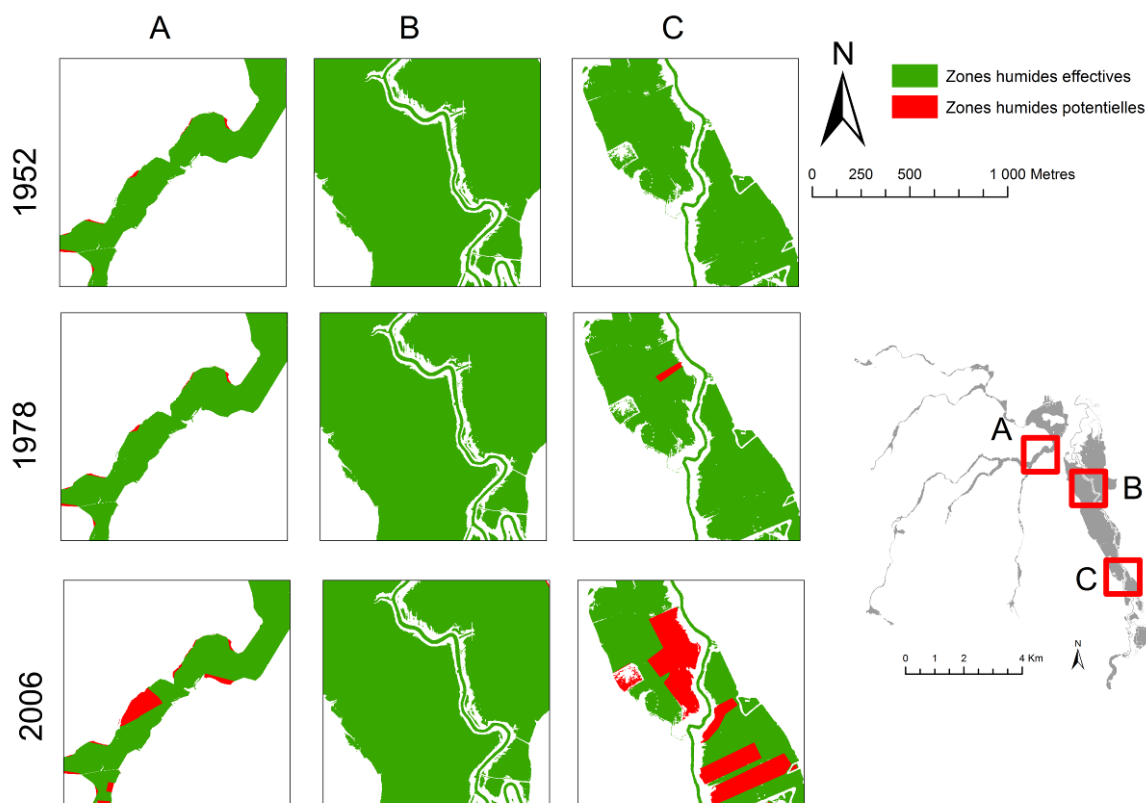 A B C
N
Zones humides effectives
Zones humides potentielles
0 250 500 1 000 Metres
1952
1978
2006
A
B
C
N
0 1 2 4 Km